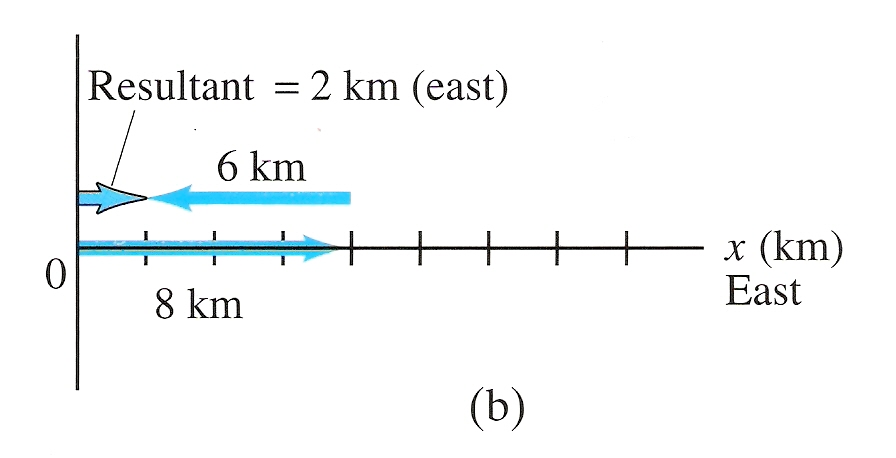 Resultant = 2 km (east)
6 km
0
8 km
x (km)
East
(b)